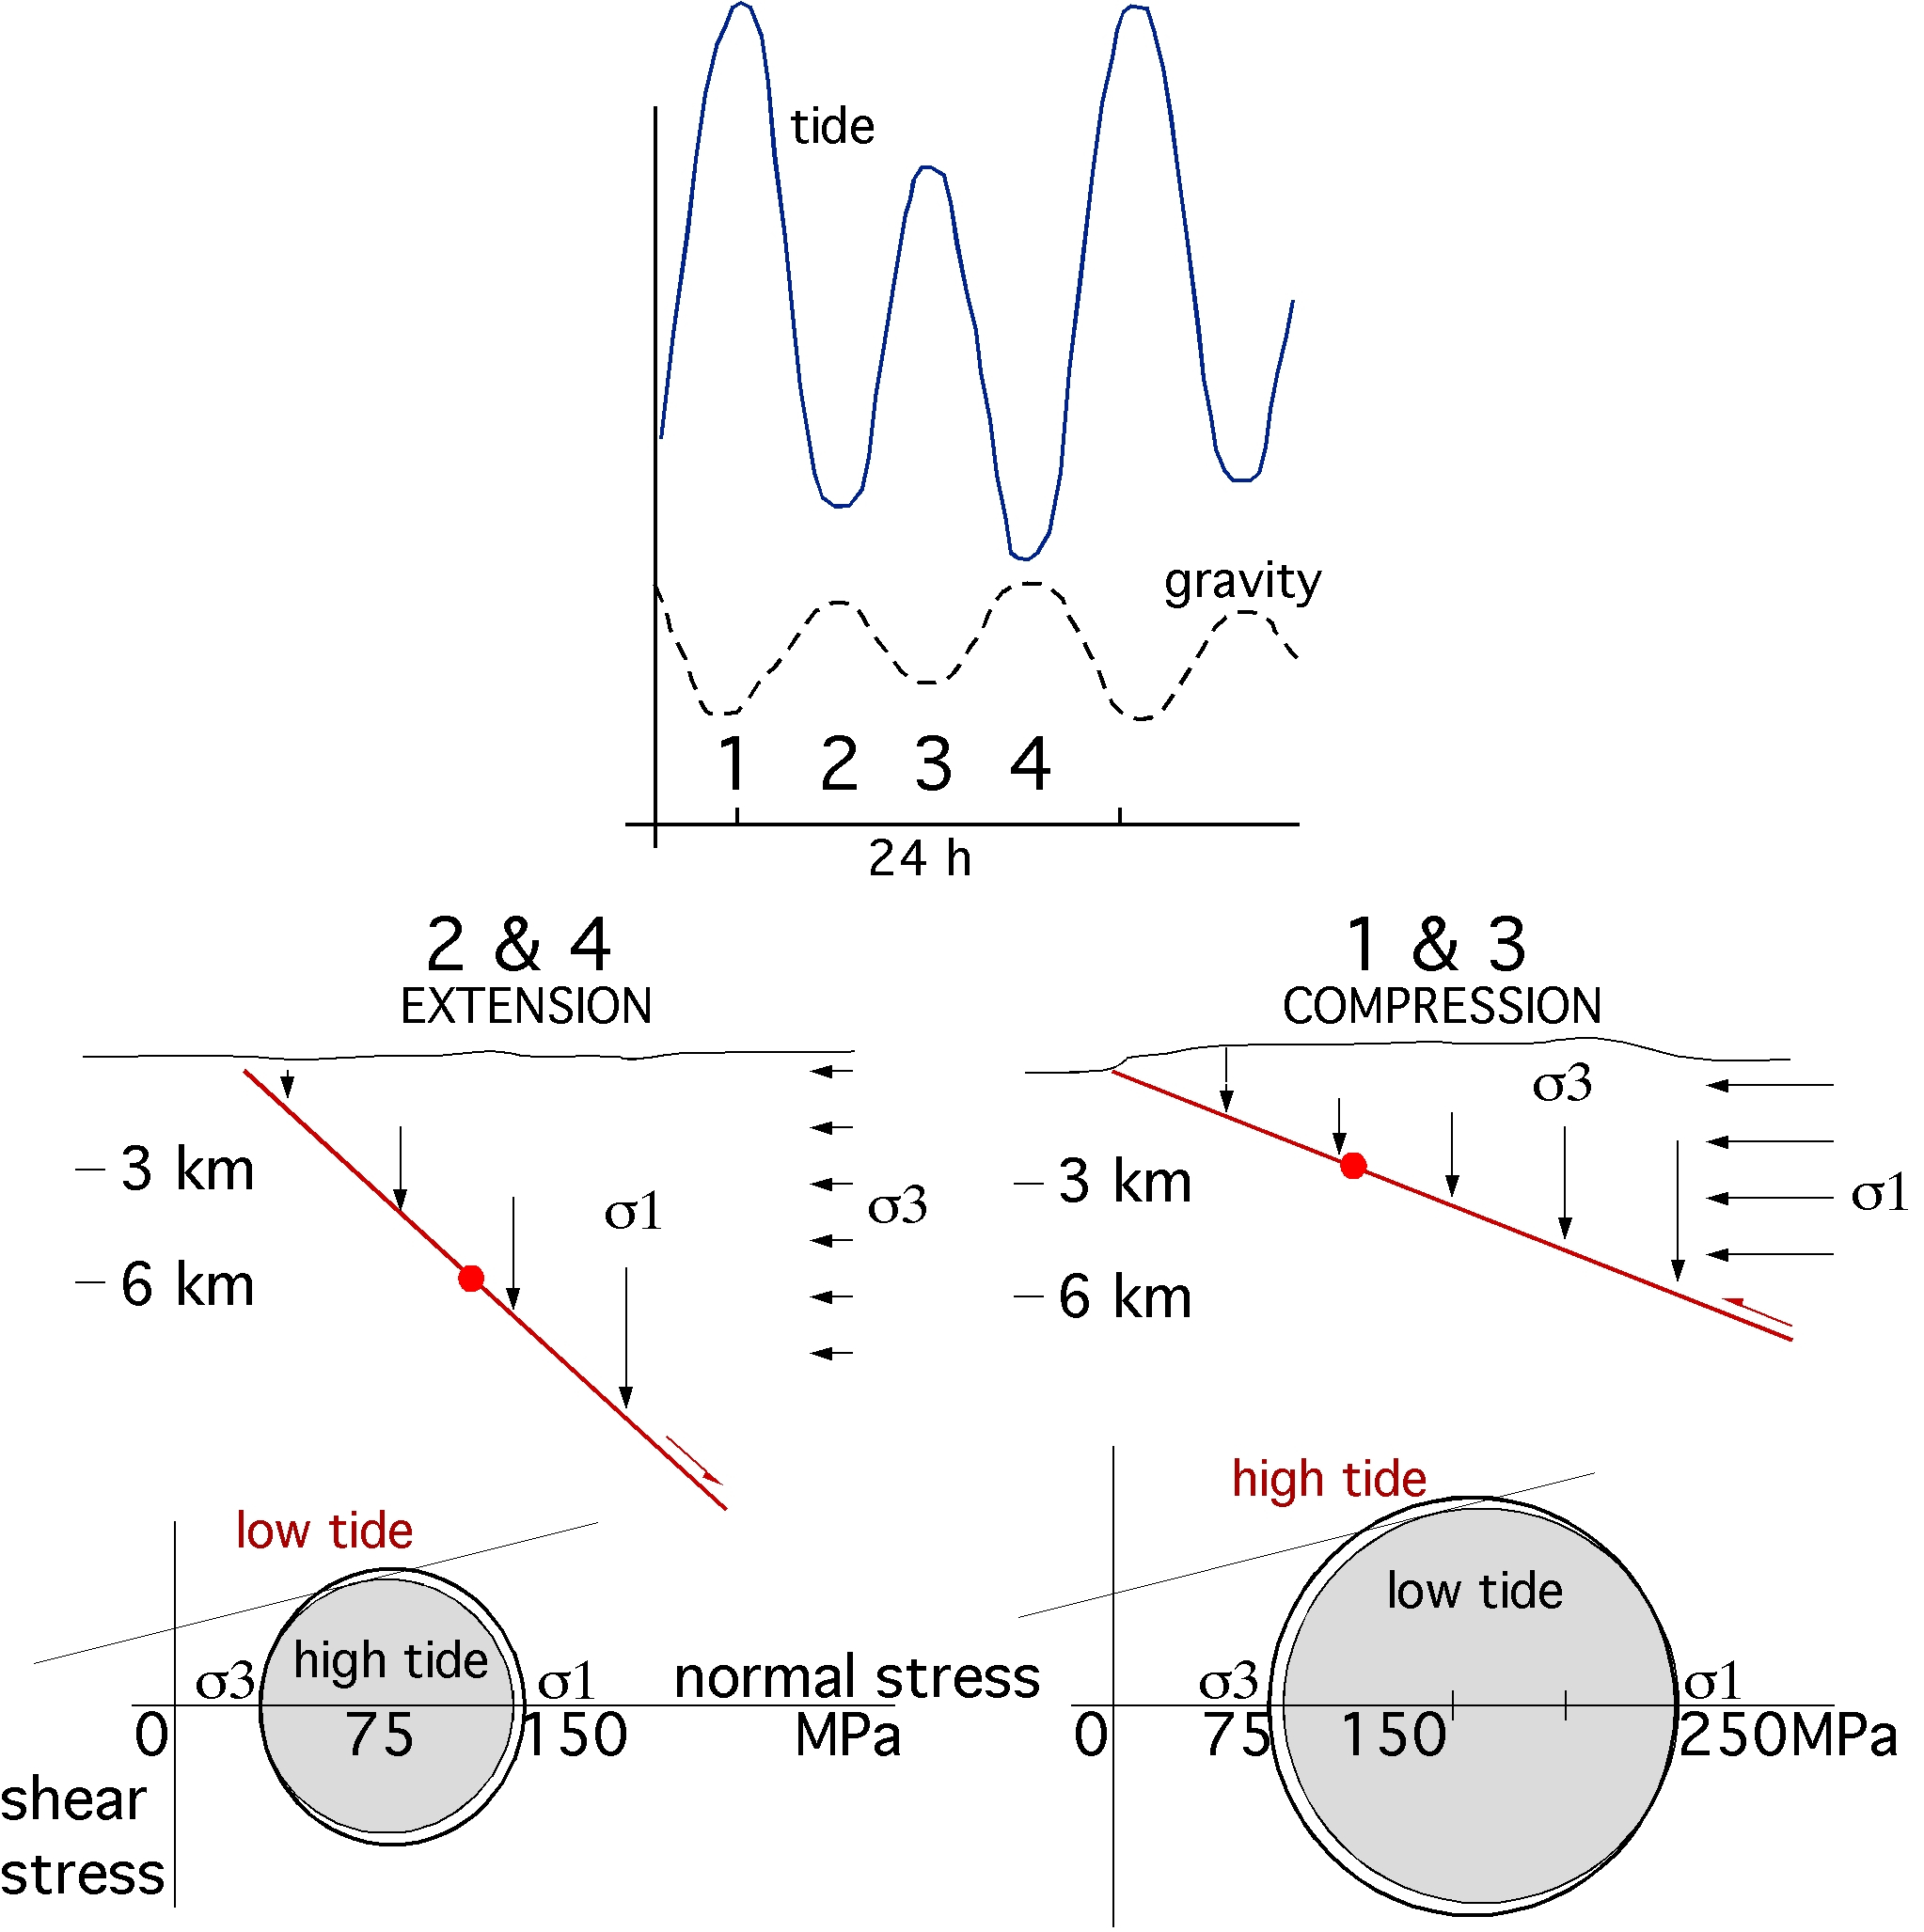 tide
gravity
1 2 3 4
24 h
2 & 4
EXTENSION
– 3 km
– 6 km
σ1
σ3
1 & 3
COMPRESSION
σ3
– 3 km
– 6 km
σ1
low tide
high tide
σ3
σ1
normal stress
0 75 150 MPa
shear
stress
high tide
low tide
σ3
σ1
0 75 150 250MPa